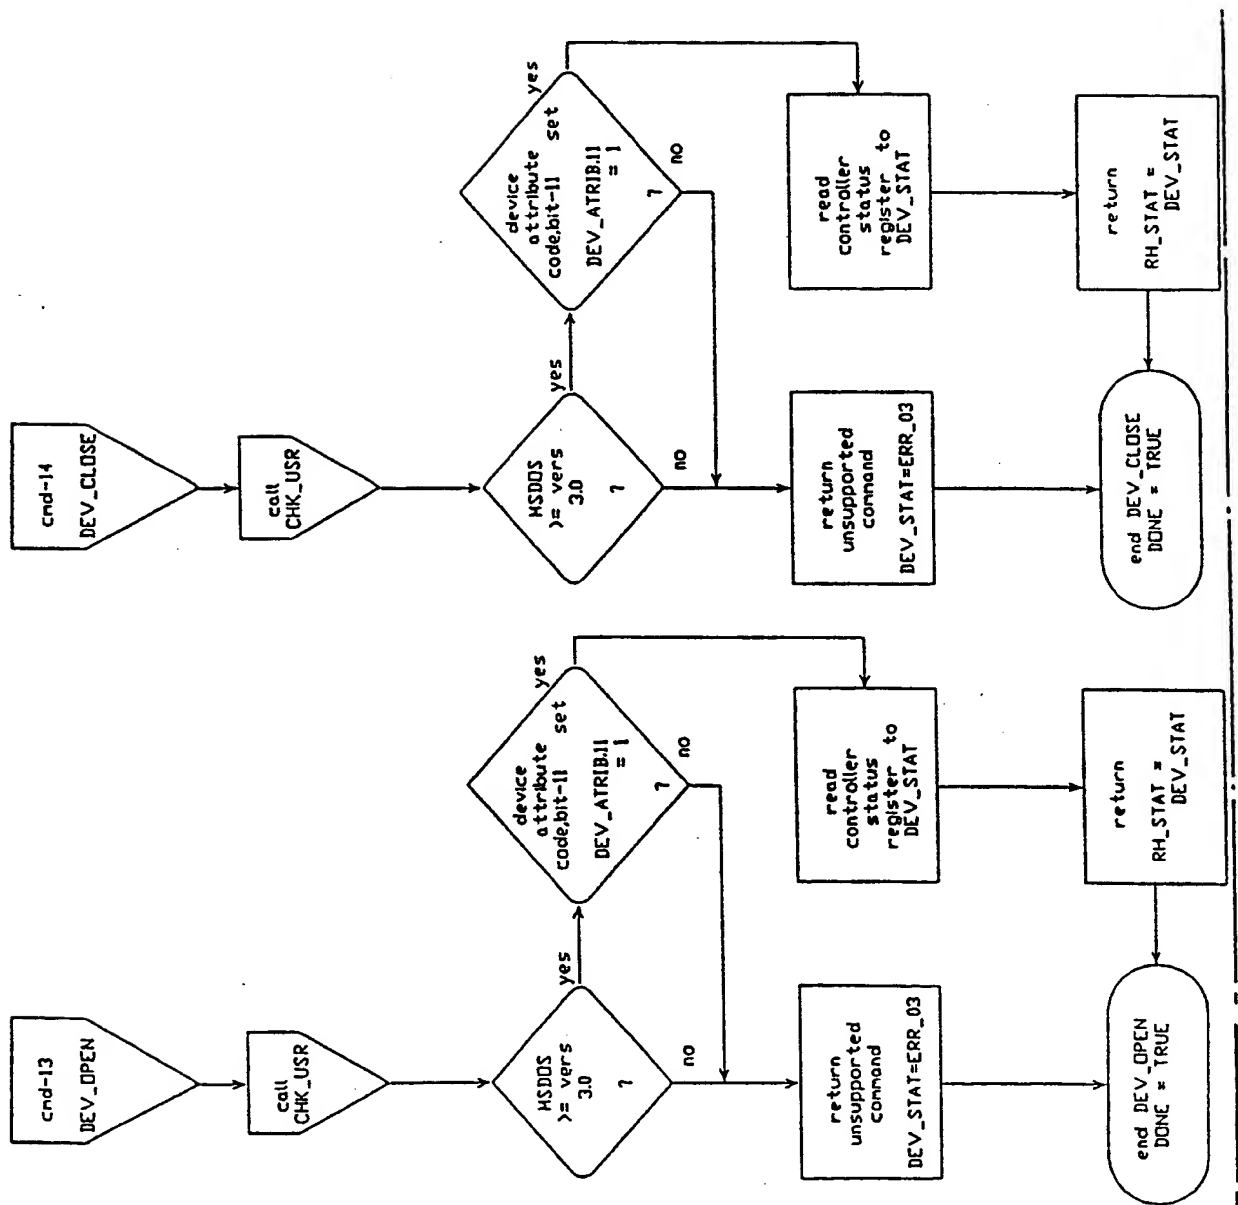 cmd-13
DEV_OPEN
call
CHK_USR
MSDOS
>= vers
3.0
?
yes
no
device
attribute
code,bit-11 set
DEV_ATRIB.11
= 1
?
yes
no
return
unsupported
command
DEV_STAT=ERR_03
read
controller
status
register to
DEV_STAT
return
RH_STAT =
DEV_STAT
end DEV_OPEN
DONE = TRUE
cmd-14
DEV_CLOSE
call
CHK_USR
MSDOS
>= vers
3.0
?
yes
no
device
attribute
code,bit-11 set
DEV_ATRIB.11
= 1
?
yes
no
return
unsupported
command
DEV_STAT=ERR_03
read
controller
status
register to
DEV_STAT
return
RH_STAT =
DEV_STAT
end DEV_CLOSE
DONE = TRUE